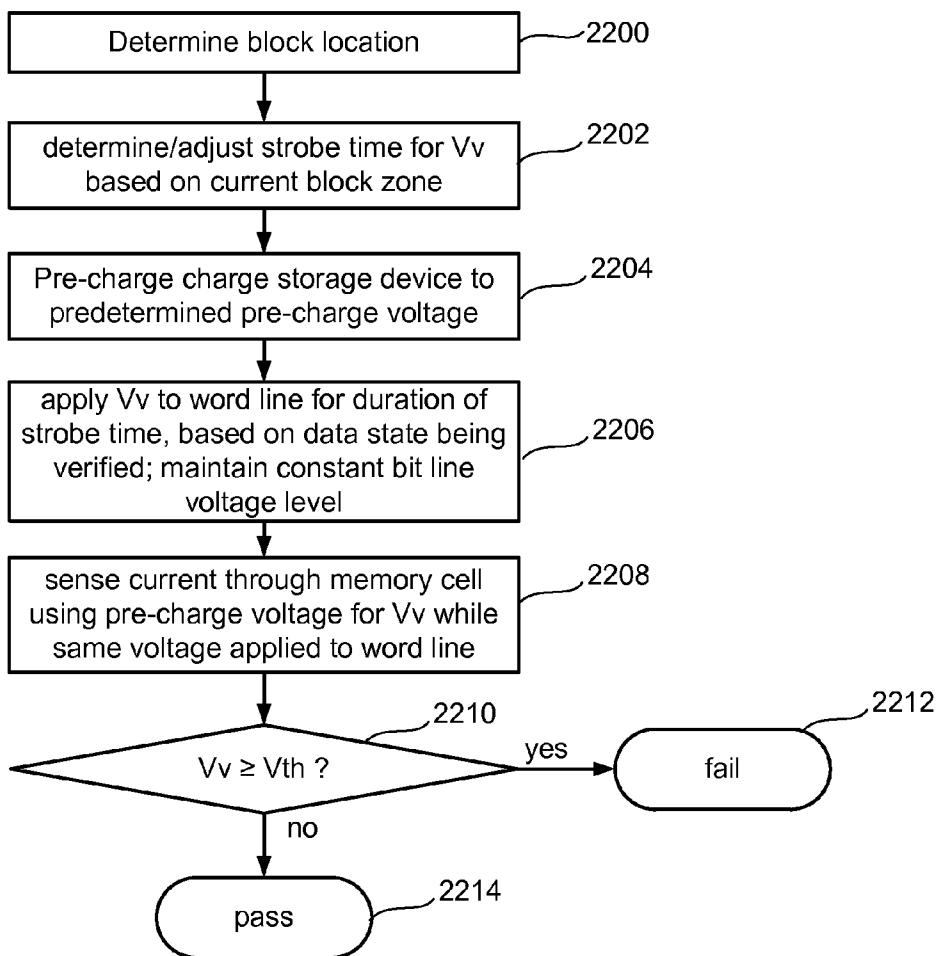 Determine block location
2200
determine/adjust strobe time for Vv
based on current block zone
2202
Pre-charge charge storage device to
predetermined pre-charge voltage
2204
apply Vv to word line for duration of
strobe time, based on data state being
verified; maintain constant bit line
voltage level
2206
sense current through memory cell
using pre-charge voltage for Vv while
same voltage applied to word line
2208
Vv ≥ Vth ?
2210
yes
fail
2212
no
pass
2214